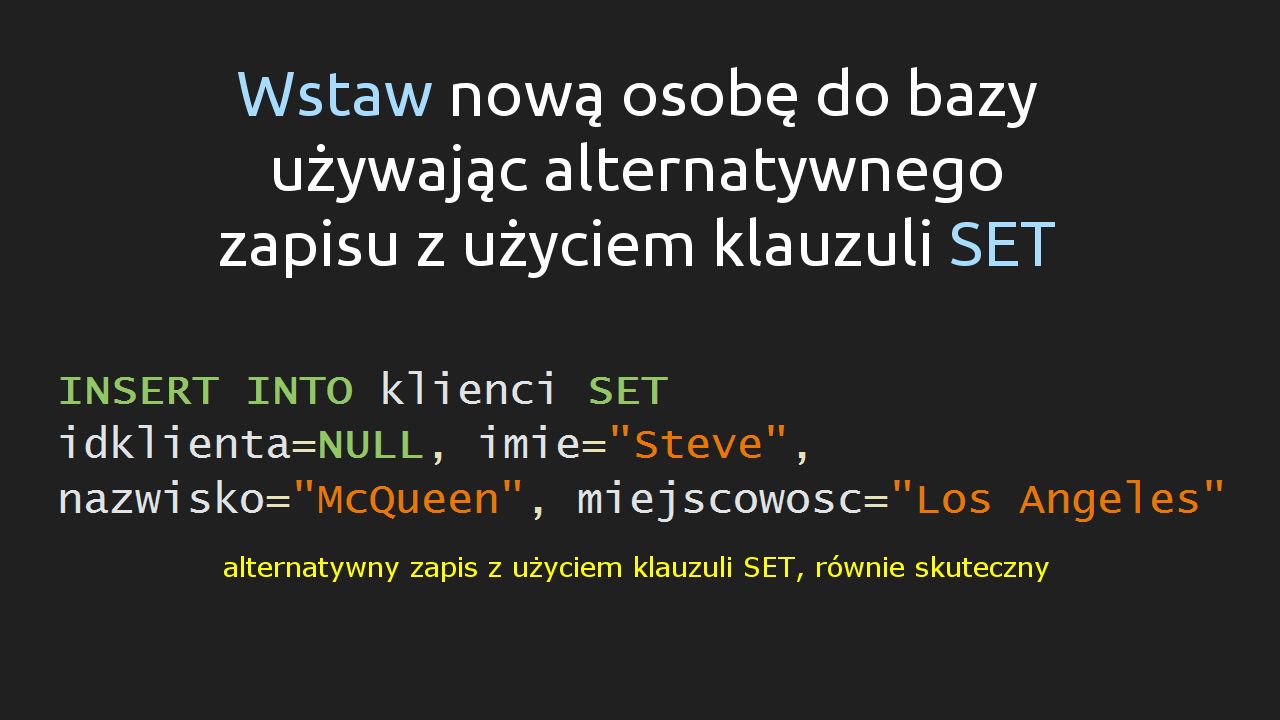 Wstaw nową osobę do bazy
używając alternatywnego
zapisu z użyciem klauzuli SET
INSERT INTO klienci SET
idklienta=NULL, imie="Steve",
nazwisko="McQueen", miejscowosc="Los Angeles"
alternatywny zapis z użyciem klauzuli SET, równie skuteczny